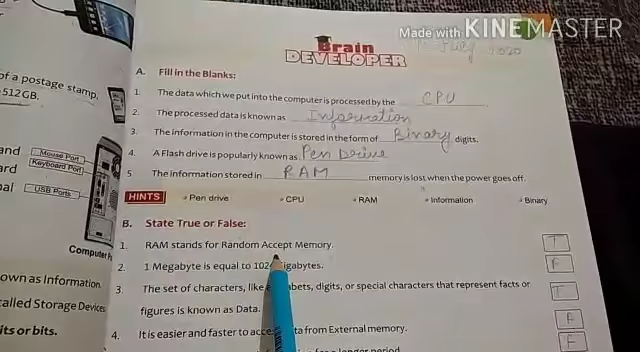 Made with KINEMASTER
July 2020
Brain
DEVELOPER
of a postage stamp,
512GB.
and
Mouse Port
Keyboard Port
USB Ports
Computer
own as Information.
called Storage Devices
its or bits.
A. Fill in the Blanks:
1. The data which we put into the computer is processed by the CPU.
2. The processed data is known as Information
3. The information in the computer is stored in the form of Binary digits.
4. A Flash drive is popularly known as Pen Drive
5 The information stored in RAM memory is lost when the power goes off.
HINTS Pen drive CPU RAM Information Binary
B. State True or False:
1. RAM stands for Random Accept Memory. T
2. 1 Megabyte is equal to F
3. The set of characters, like digits, or special characters that represent facts or T
figures is known as Data.
4. It is easier and faster to from External memory.
for a longer period